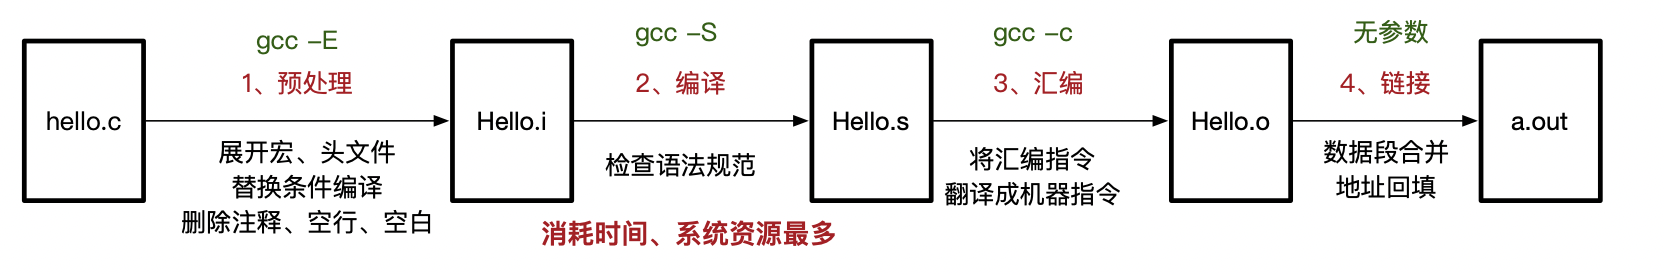 hello.c
gcc –E
1、预处理
展开宏、头文件
替换条件编译
删除注释、空行、空白
Hello.i
gcc –S
2、编译
检查语法规范
消耗时间、系统资源最多
Hello.s
gcc –c
3、汇编
将汇编指令
翻译成机器指令
Hello.o
无参数
4、链接
数据段合并
地址回填
a.out